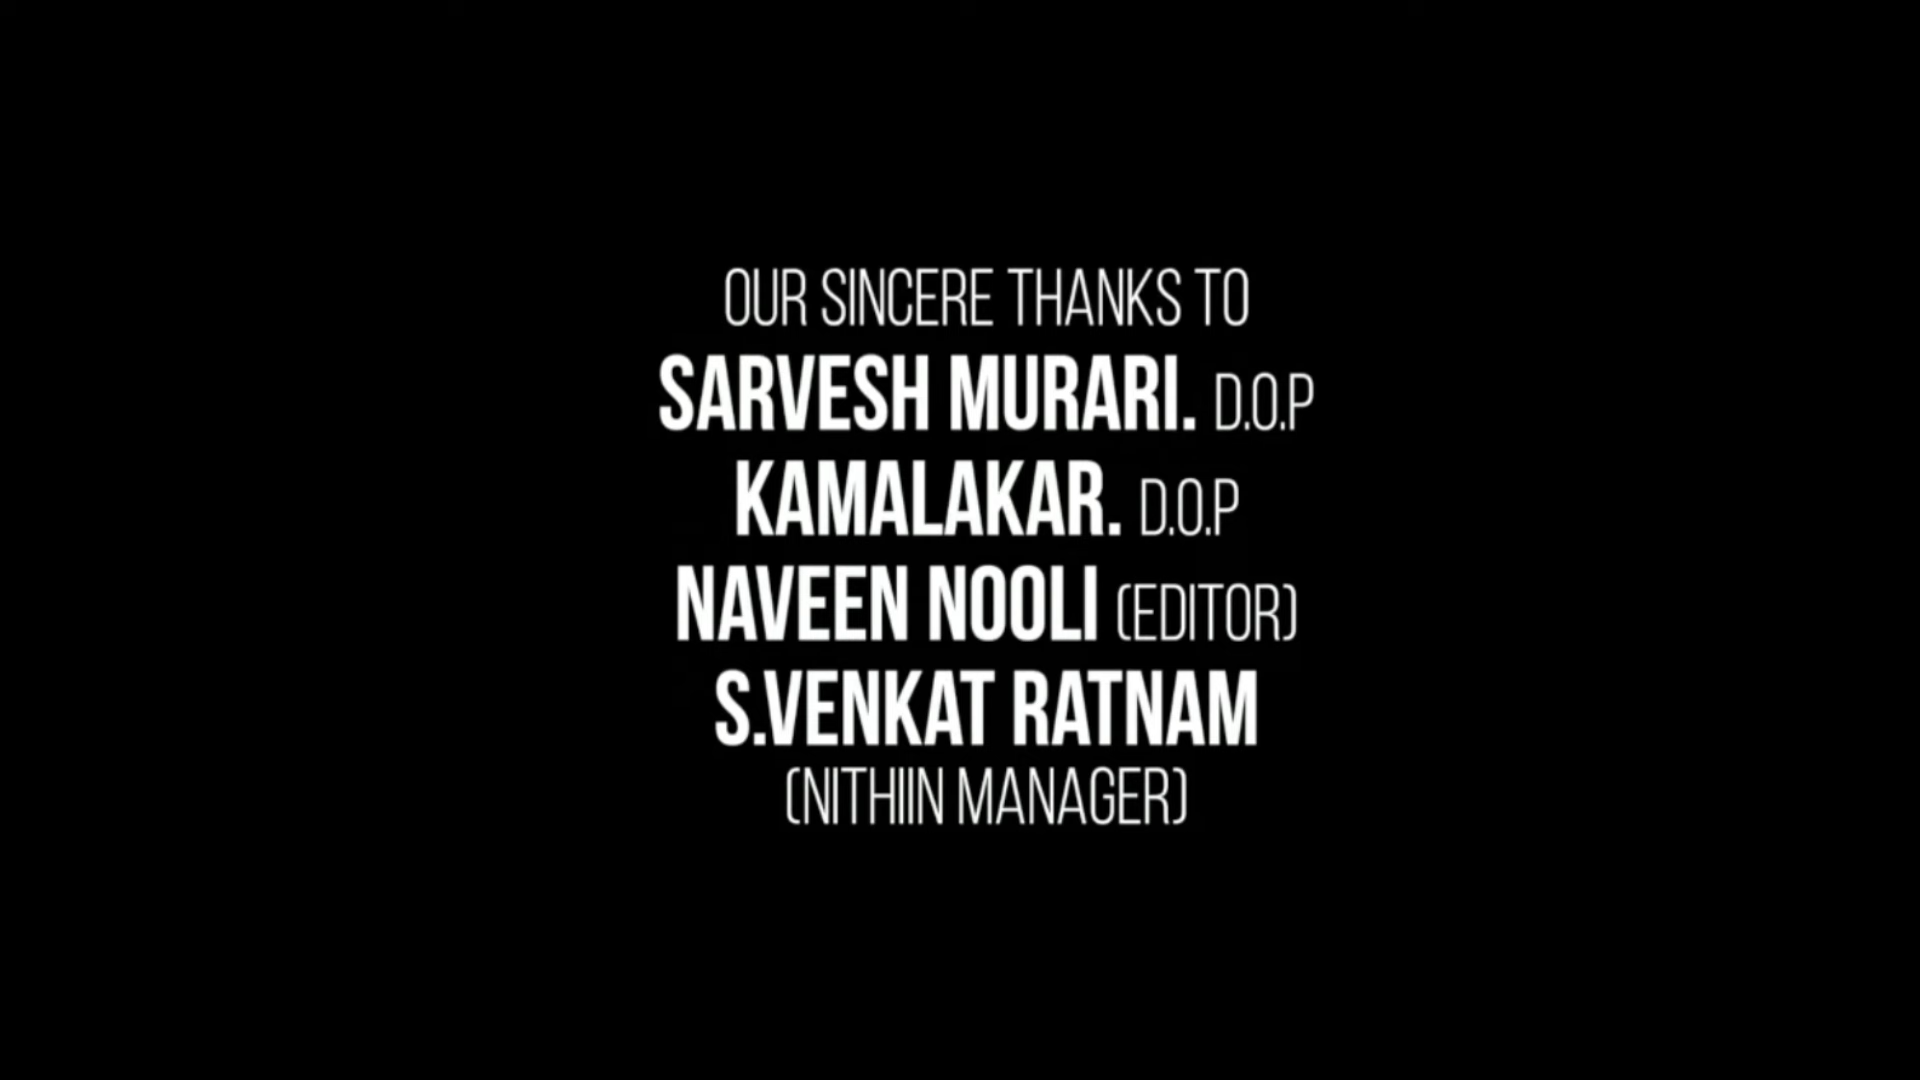 OUR SINCERE THANKS TO
SARVESH MURARI. D.O.P
KAMALAKAR. D.O.P
NAVEEN NOOLI (EDITOR)
S.VENKAT RATNAM
(NITHIIN MANAGER)